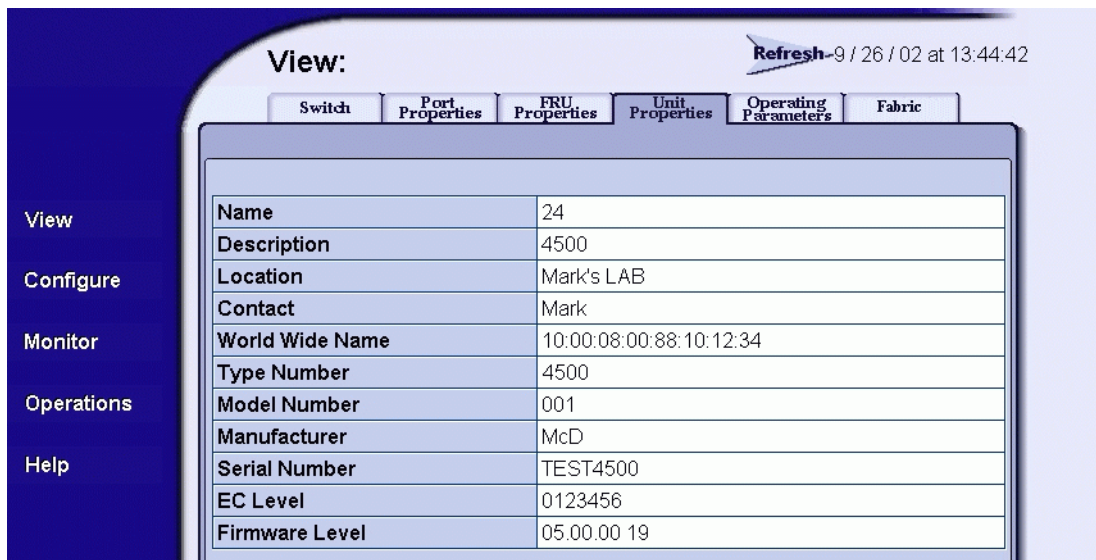 View:
Refresh-9 / 26 / 02 at 13:44:42
Switch
Port Properties
FRU Properties
Unit Properties
Operating Parameters
Fabric
View
Configure
Monitor
Operations
Help
Name 24
Description 4500
Location Mark's LAB
Contact Mark
World Wide Name 10:00:08:00:88:10:12:34
Type Number 4500
Model Number 001
Manufacturer McD
Serial Number TEST4500
EC Level 0123456
Firmware Level 05.00.00 19